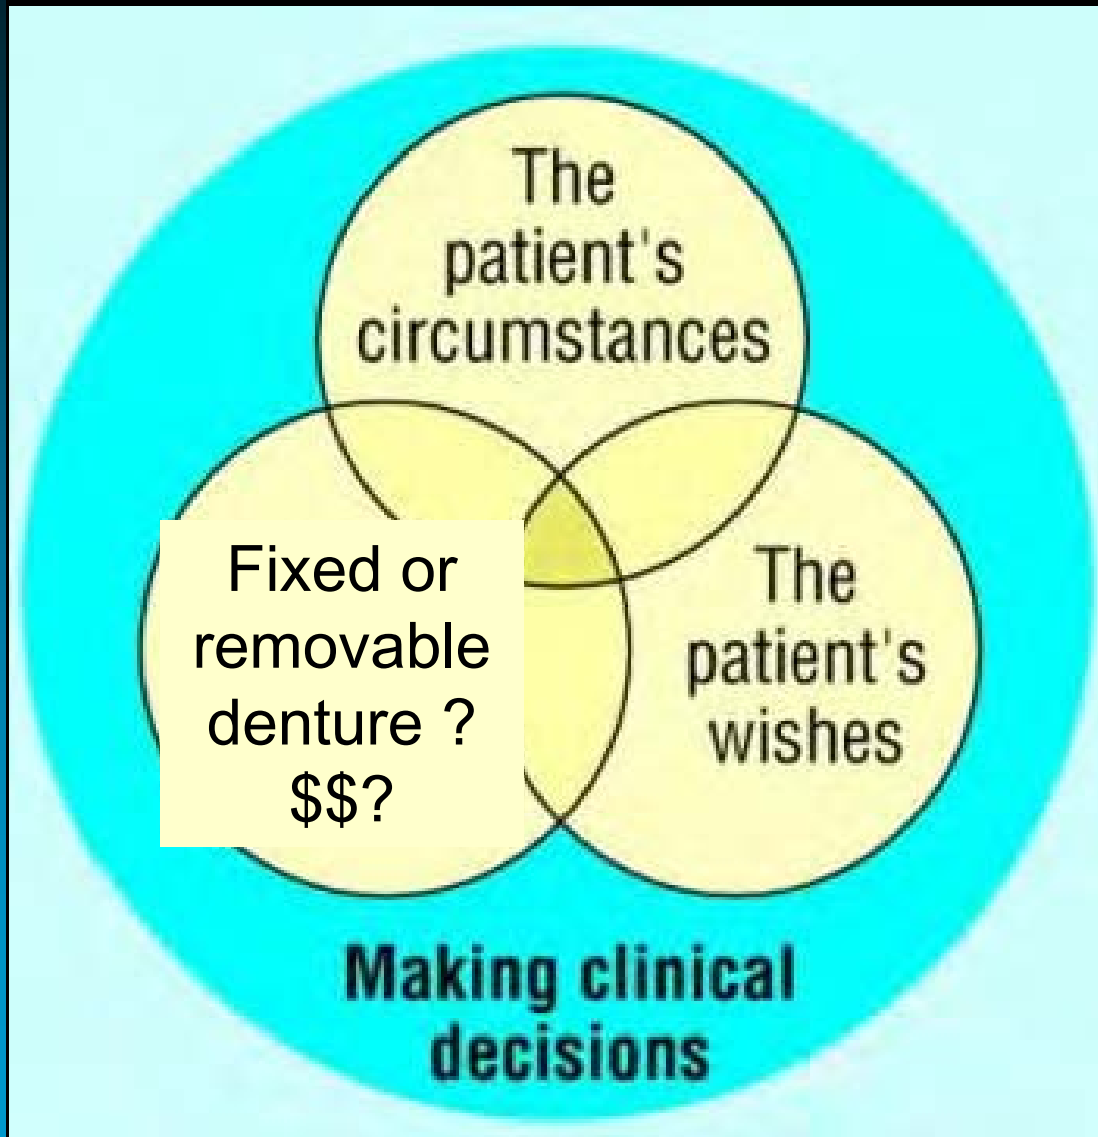 The
patient's
circumstances
Fixed or
removable
denture ?
$$?
The
patient's
wishes
Making clinical
decisions